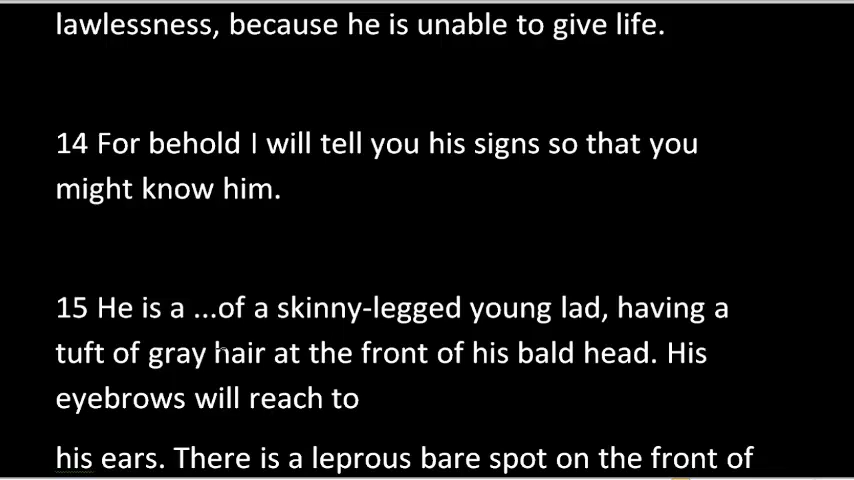 lawlessness, because he is unable to give life.
14 For behold I will tell you his signs so that you
might know him.
15 He is a ...of a skinny-legged young lad, having a
tuft of gray hair at the front of his bald head. His
eyebrows will reach to
his ears. There is a leprous bare spot on the front of